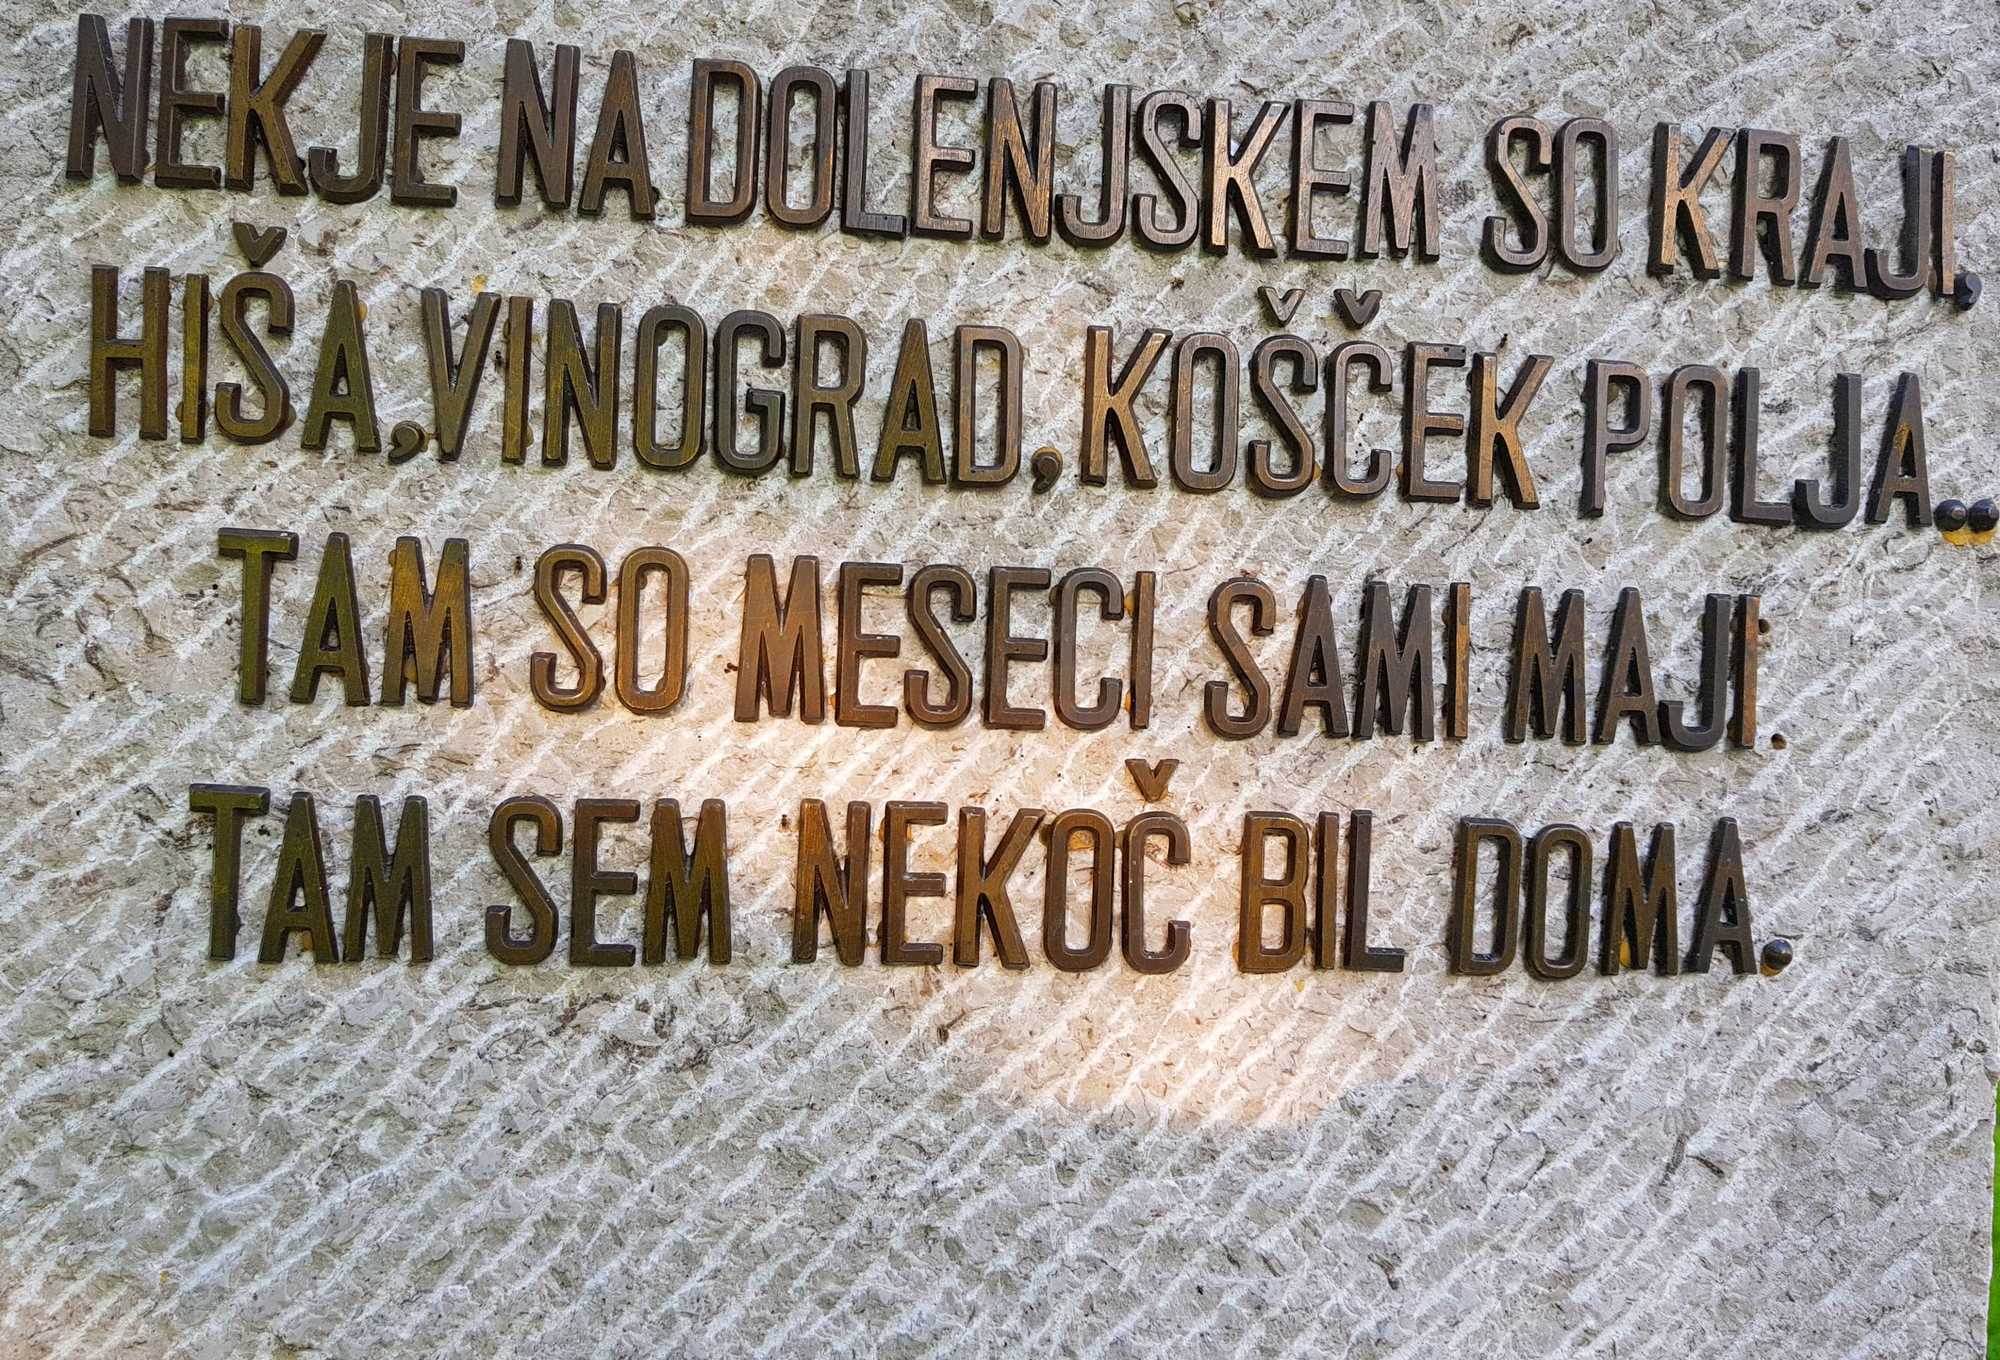 NEKJE NA DOLENJSKEM SO KRAJI,
HIŠA, VINOGRAD, KOŠČEK POLJA..
TAM SO MESECI SAMI MAJI.
TAM SEM NEKOČ BIL DOMA.